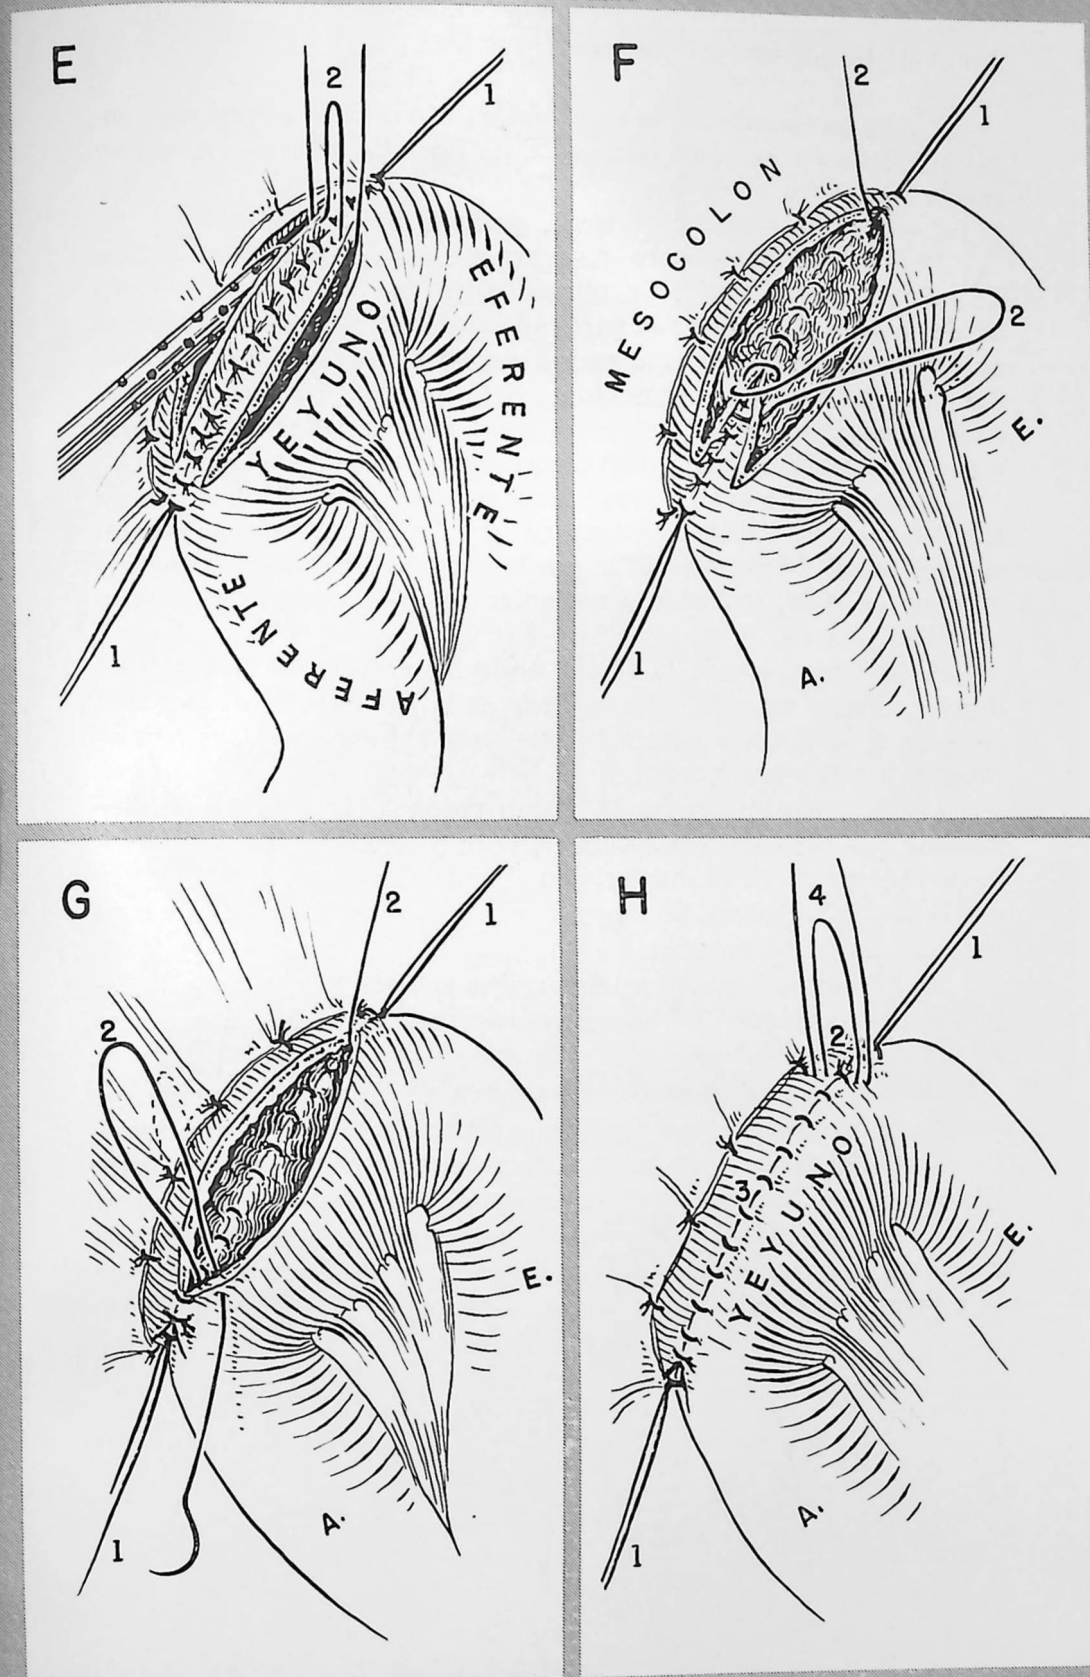 E
2
1
YEYUNO
EFERENTE
AFERENTE
1
F
2
1
MESOCOLON
2
E.
1
A.
G
2
1
2
E.
A.
1
H
4
1
2
3
YEYUNO
E.
A.
1